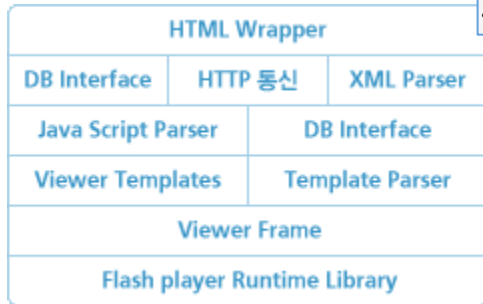 HTML Wrapper
DB Interface HTTP 통신 XML Parser
Java Script Parser DB Interface
Viewer Templates Template Parser
Viewer Frame
Flash player Runtime Library